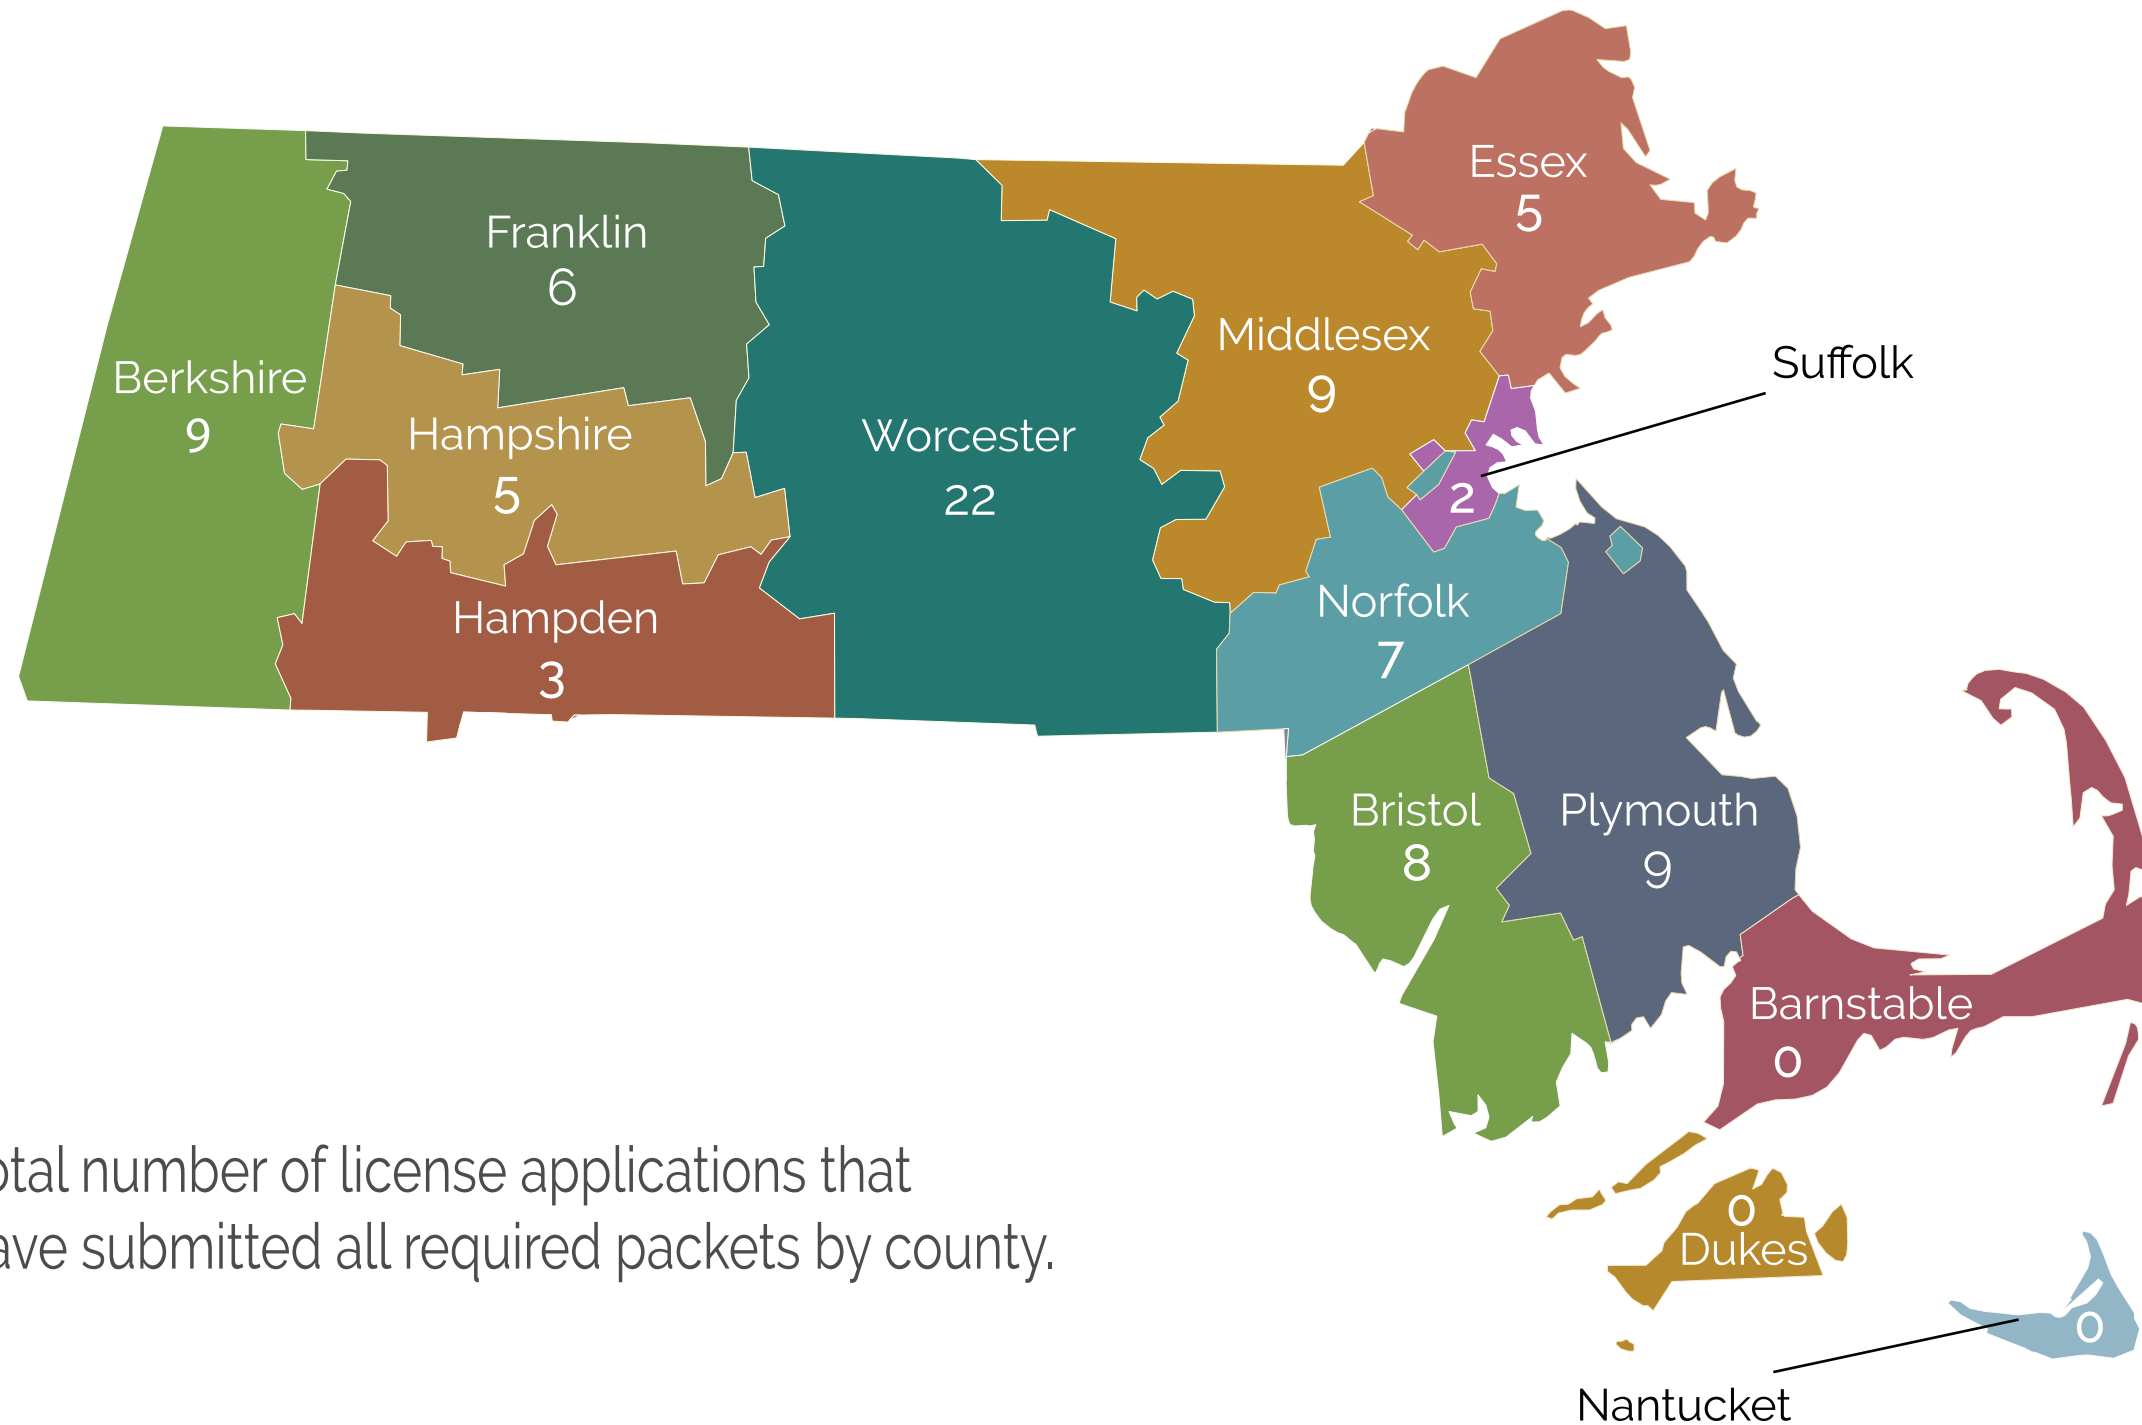 Essex
5
Franklin
6
Middlesex
9
Suffolk
2
Berkshire
9
Hampshire
5
Worcester
22
Hampden
3
Norfolk
7
Bristol
8
Plymouth
9
Barnstable
0
otal number of license applications that
ave submitted all required packets by county.
0
Dukes
0
Nantucket